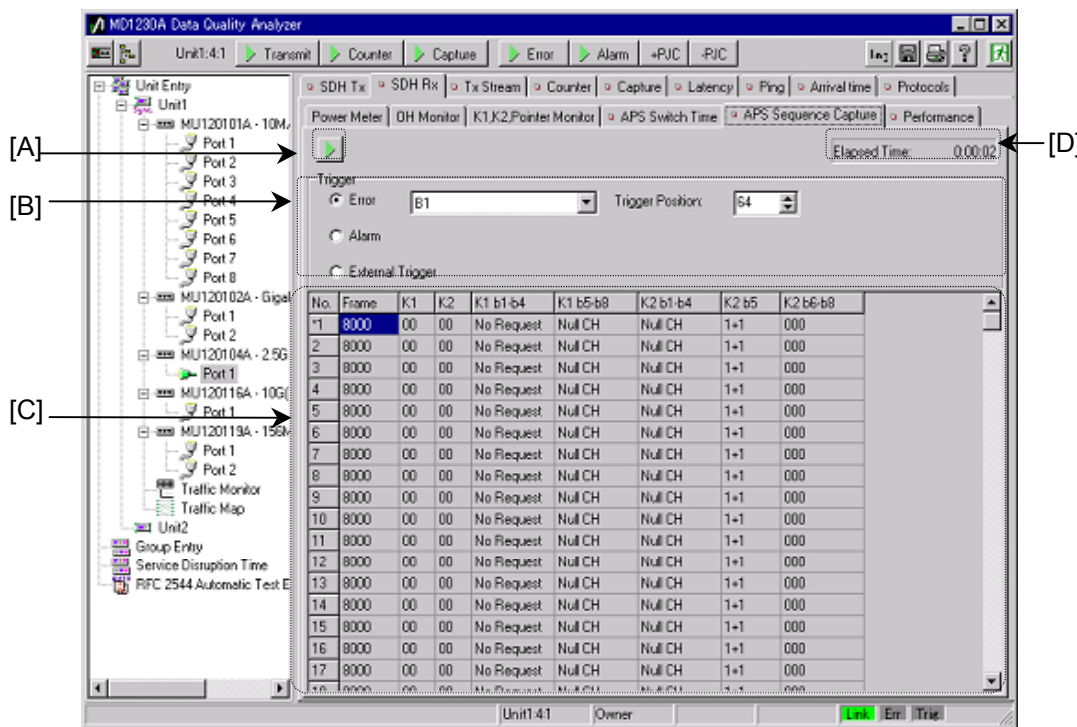 MD1230A Data Quality Analyzer
Unit1:4:1 Transmit Counter Capture Error Alarm +PJC -PJC
Unit Entry
Unit1
MU120101A - 10M/
Port 1
Port 2
Port 3
Port 4
Port 5
Port 6
Port 7
Port 8
MU120102A - Gigal
Port 1
Port 2
MU120104A - 2.5G
Port 1
MU120116A - 10G(
Port 1
MU120119A - 156M
Port 1
Port 2
Traffic Monitor
Traffic Map
Unit2
Group Entry
Service Disruption Time
RFC 2544 Automatic Test E
SDH Tx SDH Rx Tx Stream Counter Capture Latency Ping Arrival time Protocols
Power Meter OH Monitor K1,K2,Pointer Monitor APS Switch Time APS Sequence Capture Performance
[A]
Elapsed Time: 0:00:02
[D]
[B]
Trigger
Error B1 Trigger Position: 64
Alarm
External Trigger
[C]
No. Frame K1 K2 K1 b1-b4 K1 b5-b8 K2 b1-b4 K2 b5 K2 b6-b8
*1 8000 00 00 No Request Null CH Null CH 1+1 000
2 8000 00 00 No Request Null CH Null CH 1+1 000
3 8000 00 00 No Request Null CH Null CH 1+1 000
4 8000 00 00 No Request Null CH Null CH 1+1 000
5 8000 00 00 No Request Null CH Null CH 1+1 000
6 8000 00 00 No Request Null CH Null CH 1+1 000
7 8000 00 00 No Request Null CH Null CH 1+1 000
8 8000 00 00 No Request Null CH Null CH 1+1 000
9 8000 00 00 No Request Null CH Null CH 1+1 000
10 8000 00 00 No Request Null CH Null CH 1+1 000
11 8000 00 00 No Request Null CH Null CH 1+1 000
12 8000 00 00 No Request Null CH Null CH 1+1 000
13 8000 00 00 No Request Null CH Null CH 1+1 000
14 8000 00 00 No Request Null CH Null CH 1+1 000
15 8000 00 00 No Request Null CH Null CH 1+1 000
16 8000 00 00 No Request Null CH Null CH 1+1 000
17 8000 00 00 No Request Null CH Null CH 1+1 000
Unit1:4:1 Owner Link Err Trig